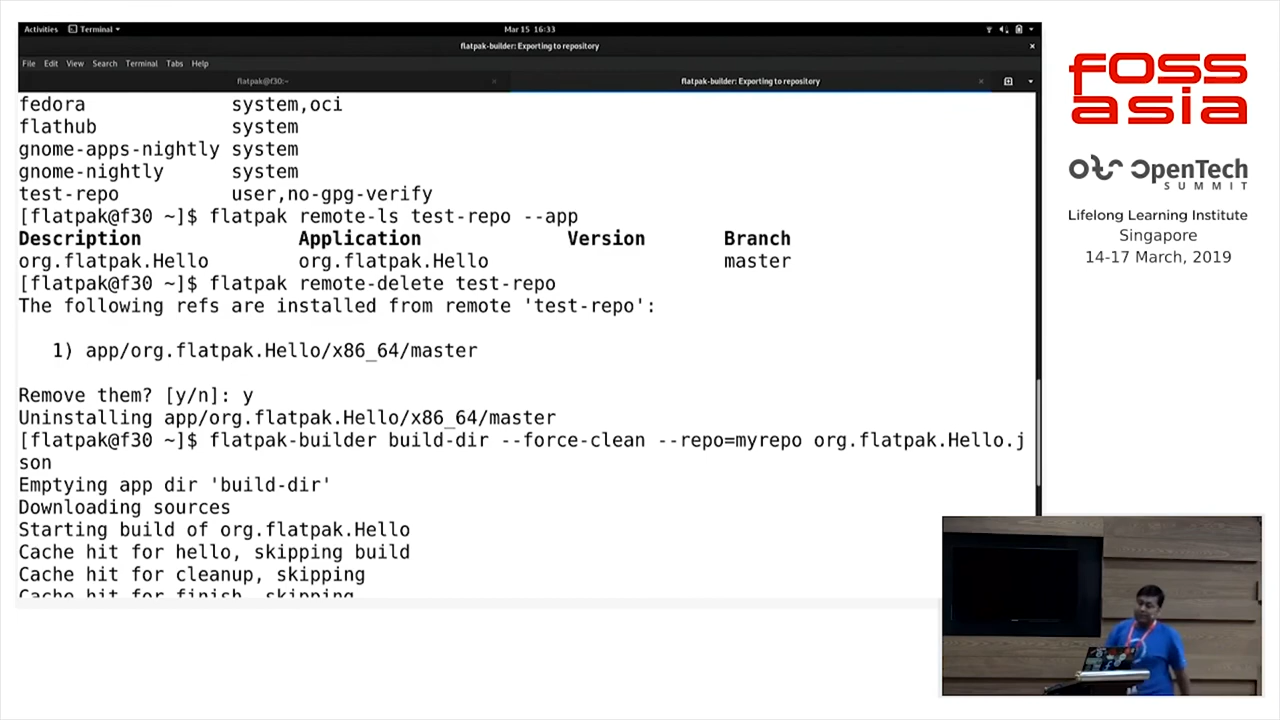 Activities Terminal Mar 15 16:33
flatpak-builder: Exporting to repository
File Edit View Search Terminal Tabs Help
flatpak@f30:~ flatpak-builder: Exporting to repository
fedora system,oci
flathub system
gnome-apps-nightly system
gnome-nightly system
test-repo user,no-gpg-verify
[flatpak@f30 ~]$ flatpak remote-ls test-repo --app
Description Application Version Branch
org.flatpak.Hello org.flatpak.Hello master
[flatpak@f30 ~]$ flatpak remote-delete test-repo
The following refs are installed from remote 'test-repo':
1) app/org.flatpak.Hello/x86_64/master
Remove them? [y/n]: y
Uninstalling app/org.flatpak.Hello/x86_64/master
[flatpak@f30 ~]$ flatpak-builder build-dir --force-clean --repo=myrepo org.flatpak.Hello.j
son
Emptying app dir 'build-dir'
Downloading sources
Starting build of org.flatpak.Hello
Cache hit for hello, skipping build
Cache hit for cleanup, skipping
Cache hit for finish, skipping
fOSS
asia
OpenTech
SUMMIT
Lifelong Learning Institute
Singapore
14-17 March, 2019